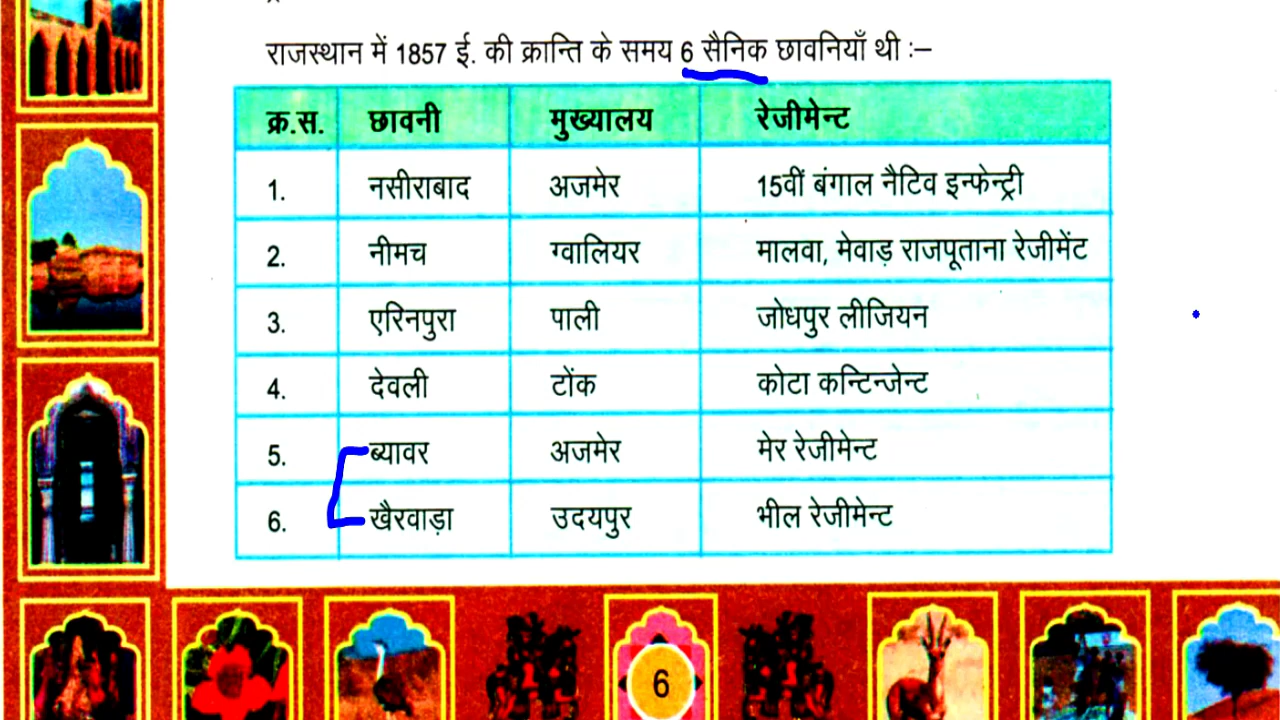 राजस्थान में 1857 ई. की क्रान्ति के समय 6 सैनिक छावनियाँ थी :–
क्र.स. छावनी मुख्यालय रेजीमेन्ट
1. नसीराबाद अजमेर 15वीं बंगाल नैटिव इन्फेन्ट्री
2. नीमच ग्वालियर मालवा, मेवाड़ राजपूताना रेजीमेंट
3. एरिनपुरा पाली जोधपुर लीजियन
4. देवली टोंक कोटा कन्टिन्जेन्ट
5. ब्यावर अजमेर मेर रेजीमेन्ट
6. खैरवाड़ा उदयपुर भील रेजीमेन्ट
6